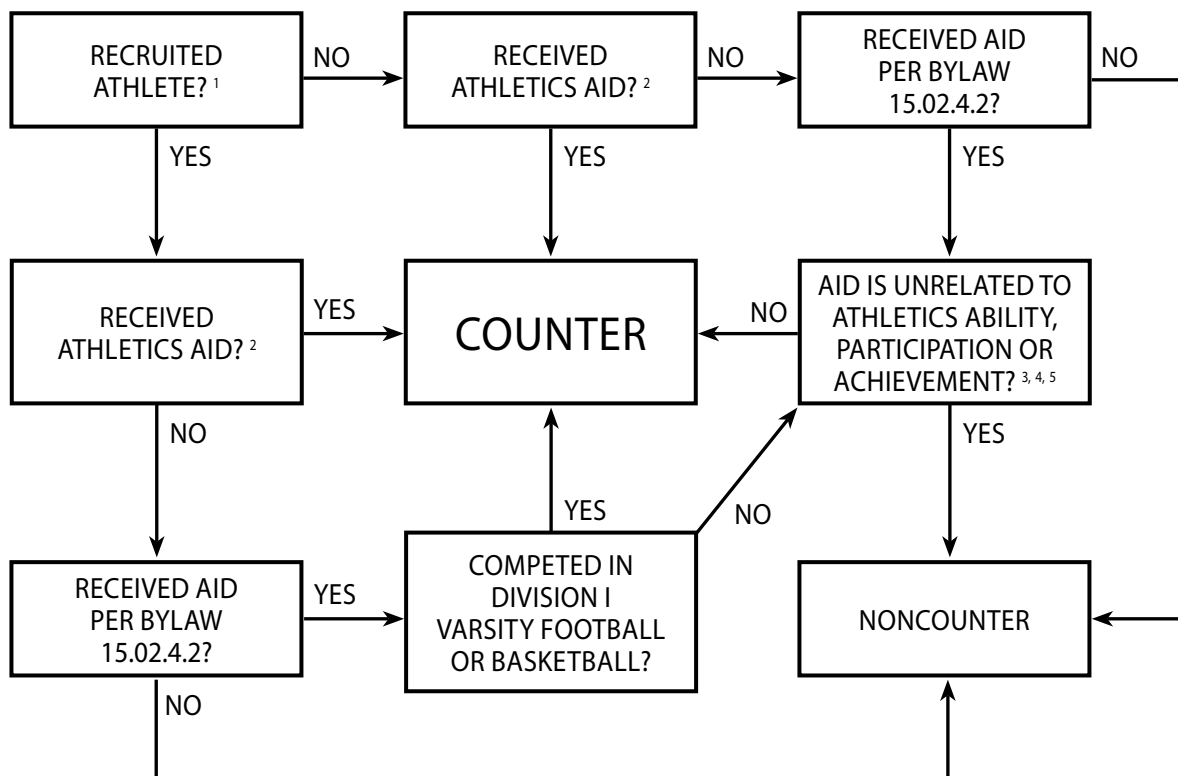 RECRUITED
ATHLETE? 1
NO
RECEIVED
ATHLETICS AID? 2
NO
RECEIVED AID
PER BYLAW
15.02.4.2?
NO
YES
YES
YES
RECEIVED
ATHLETICS AID? 2
YES
COUNTER
NO
AID IS UNRELATED TO
ATHLETICS ABILITY,
PARTICIPATION OR
ACHIEVEMENT? 3, 4, 5
NO
YES
YES
NO
RECEIVED AID
PER BYLAW
15.02.4.2?
YES
COMPETED IN
DIVISION I
VARSITY FOOTBALL
OR BASKETBALL?
NONCOUNTER
NO